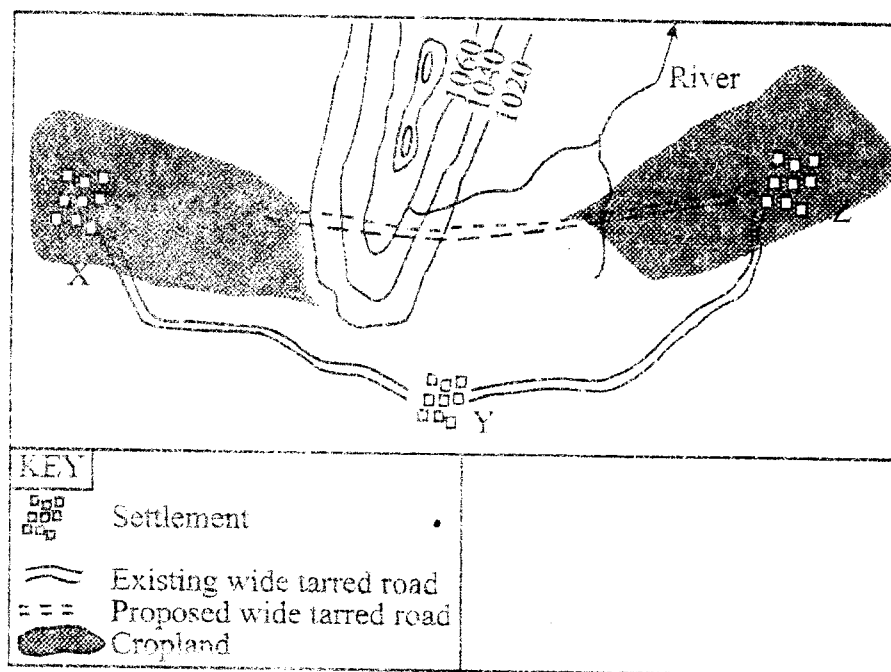 1060
1040
1020
River
X
Z
Y
KEY
Settlement
Existing wide tarred road
Proposed wide tarred road
Cropland